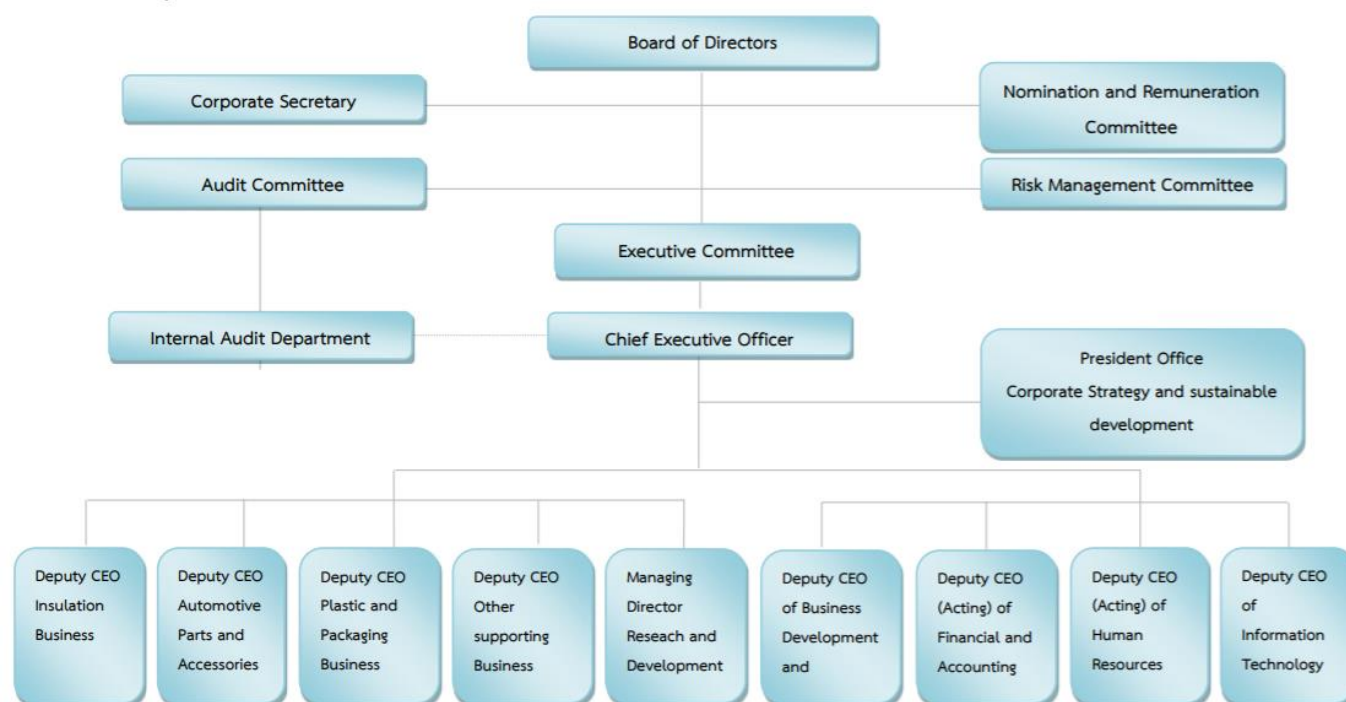 Board of Directors
Corporate Secretary
Nomination and Remuneration
Committee
Audit Committee
Risk Management Committee
Executive Committee
Internal Audit Department
Chief Executive Officer
President Office
Corporate Strategy and sustainable
development
Deputy CEO
Insulation
Business
Deputy CEO
Automotive
Parts and
Accessories
Deputy CEO
Plastic and
Packaging
Business
Deputy CEO
Other
supporting
Business
Managing
Director
Reseach and
Development
Deputy CEO
of Business
Development
and
Deputy CEO
(Acting) of
Financial and
Accounting
Deputy CEO
(Acting) of
Human
Resources
Deputy CEO
of
Information
Technology